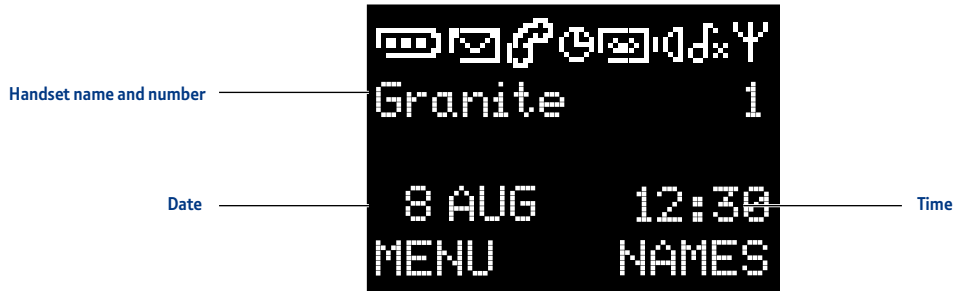 Handset name and number
Granite 1
Date
8 AUG 12:30
Time
MENU NAMES